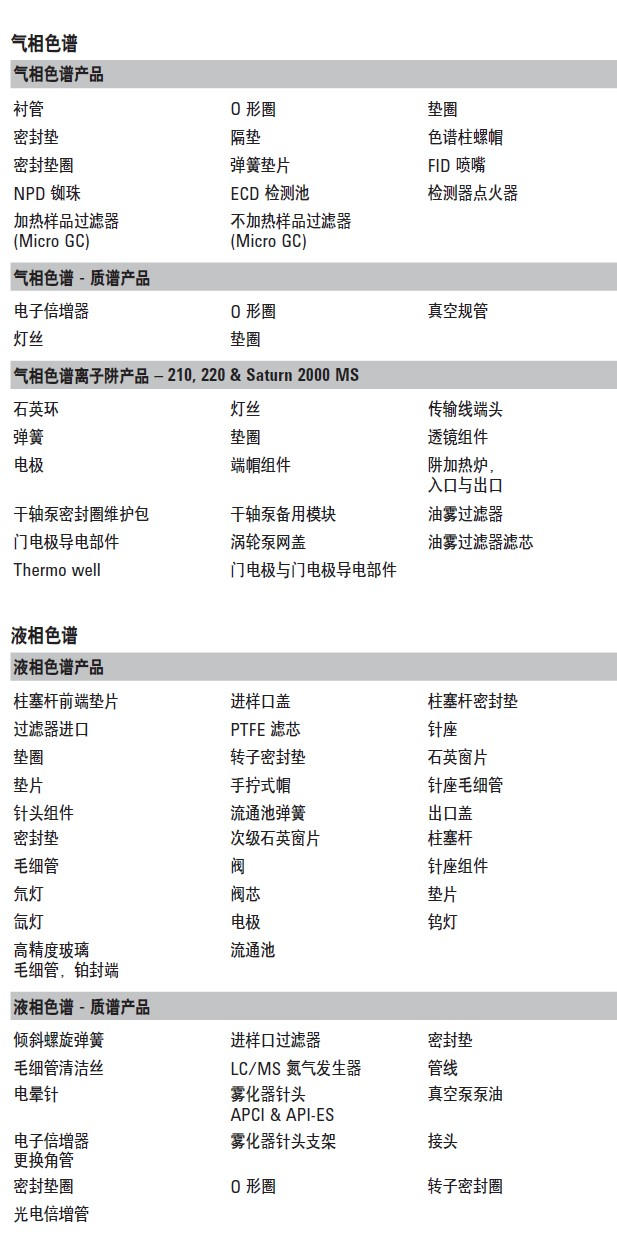 气相色谱
气相色谱产品
衬管 O 形圈 垫圈
密封垫 隔垫 色谱柱螺帽
密封垫圈 弹簧垫片 FID 喷嘴
NPD 铷珠 ECD 检测池 检测器点火器
加热样品过滤器 不加热样品过滤器
(Micro GC) (Micro GC)
气相色谱 - 质谱产品
电子倍增器 O 形圈 真空规管
灯丝 垫圈
气相色谱离子阱产品 – 210, 220 & Saturn 2000 MS
石英环 灯丝 传输线端头
弹簧 垫圈 透镜组件
电极 端帽组件 阱加热炉,
入口与出口
干轴泵密封圈维护包 干轴泵备用模块 油雾过滤器
门电极导电部件 涡轮泵网盖 油雾过滤器滤芯
Thermo well 门电极与门电极导电部件
液相色谱
液相色谱产品
柱塞杆前端垫片 进样口盖 柱塞杆密封垫
过滤器进口 PTFE 滤芯 针座
垫圈 转子密封垫 石英窗片
垫片 手拧式帽 针座毛细管
针头组件 流通池弹簧 出口盖
密封垫 次级石英窗片 柱塞杆
毛细管 阀 针座组件
氘灯 阀芯 垫片
氙灯 电极 钨灯
高精度玻璃 流通池
毛细管, 铂封端
液相色谱 - 质谱产品
倾斜螺旋弹簧 进样口过滤器 密封垫
毛细管清洁丝 LC/MS 氮气发生器 管线
电晕针 雾化器针头 真空泵泵油
APCI & API-ES
电子倍增器 雾化器针头支架 接头
更换角管
密封垫圈 O 形圈 转子密封圈
光电倍增管